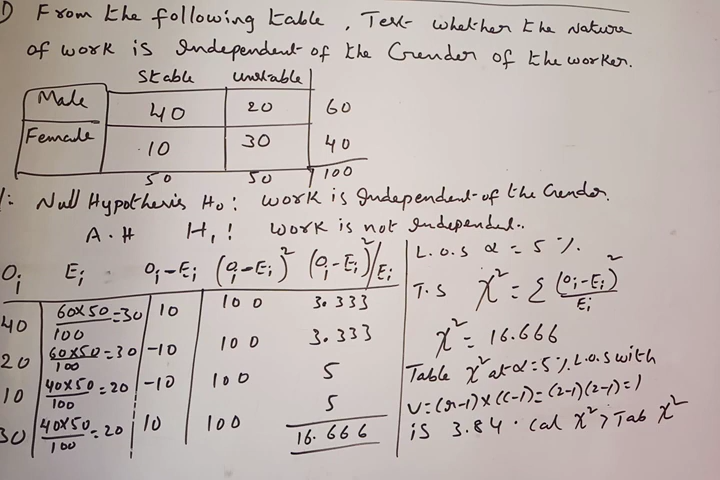 1) From the following table, Test whether the Nature
of work is Independent of the Gender of the worker.
Stable unstable
Male 40 20 60
Female 10 30 40
50 50 100
Null Hypothesis H₀: work is Independent of the Gender.
A.H H₁: work is not Independent..
Oᵢ Eᵢ Oᵢ-Eᵢ (Oᵢ-Eᵢ)² (Oᵢ-Eᵢ)²/Eᵢ
40 60x50/100=30 10 100 3.333
20 60x50/100=30 -10 100 3.333
10 40x50/100=20 -10 100 5
30 40x50/100=20 10 100 5
16.666
L.o.s α = 5%.
T.S χ² = Σ (Oᵢ-Eᵢ)²/Eᵢ
χ² = 16.666
Table χ² at α=5% L.o.s with
ν=(r-1)x(c-1)=(2-1)(2-1)=1
is 3.84. cal χ² > Tab χ²